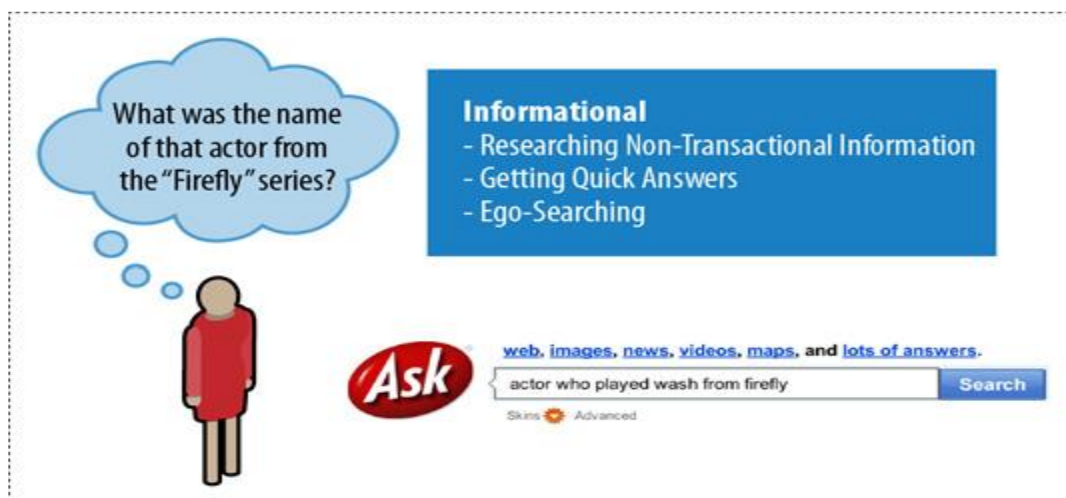 What was the name
of that actor from
the “Firefly” series?
Informational
- Researching Non-Transactional Information
- Getting Quick Answers
- Ego-Searching
Ask
web, images, news, videos, maps, and lots of answers.
actor who played wash from firefly
Search
Skins Advanced